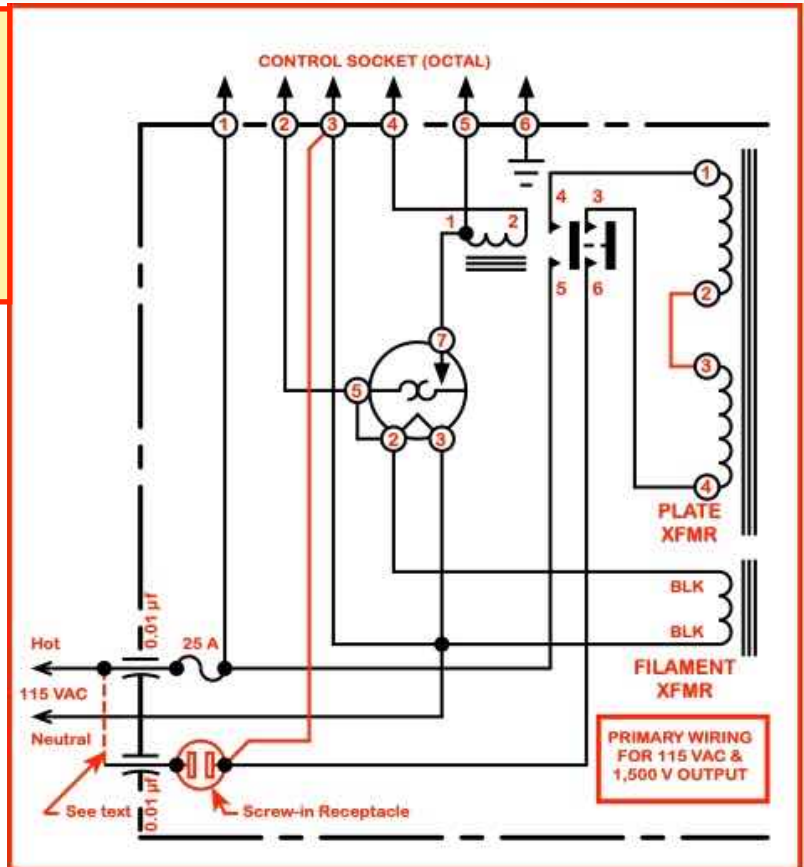 CONTROL SOCKET (OCTAL)
1
2
3
4
5
6
1
2
4
3
5
6
1
2
3
4
PLATE
XFMR
7
5
2
3
BLK
BLK
FILAMENT
XFMR
0.01 µf
25 A
Hot
115 VAC
Neutral
0.01 µf
See text
Screw-in Receptacle
PRIMARY WIRING
FOR 115 VAC &
1,500 V OUTPUT